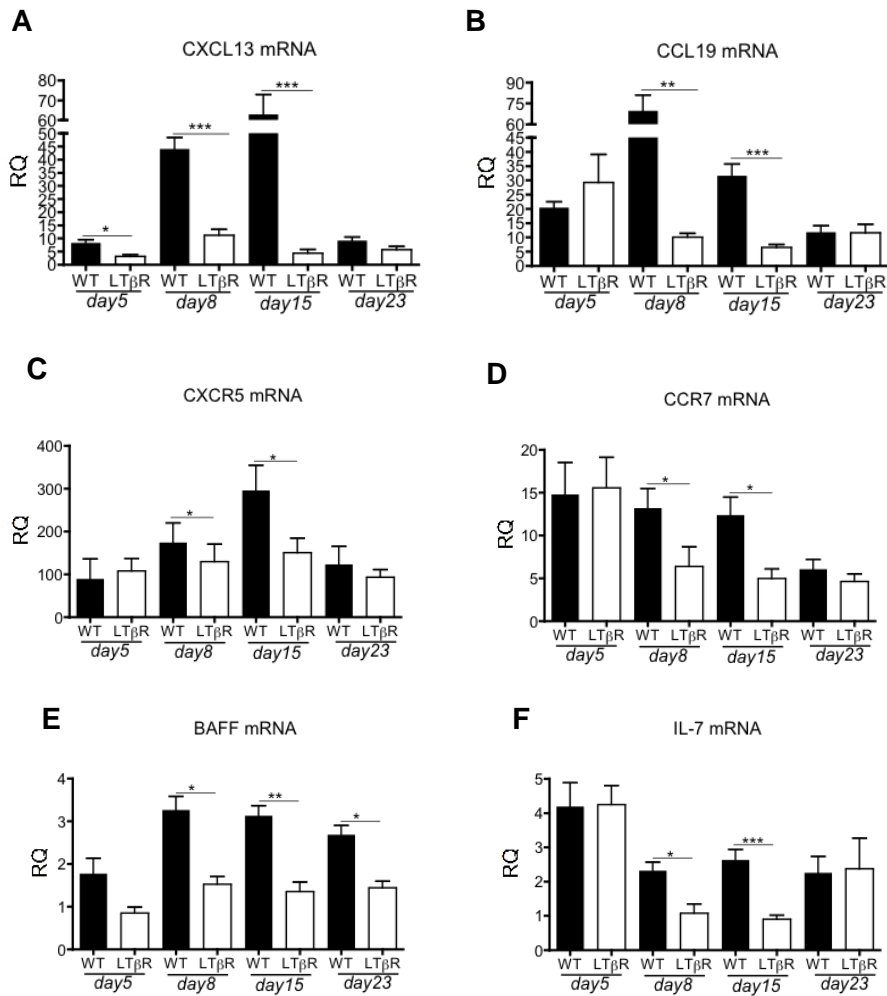 A
CXCL13 mRNA
80
70
60
50
45
40
35
30
25
20
15
10
5
0
RQ
*
***
***
WT LTβR WT LTβR WT LTβR WT LTβR
day5 day8 day15 day23
B
CCL19 mRNA
90
75
60
45
40
35
30
25
20
15
10
5
0
RQ
**
***
WT LTβR WT LTβR WT LTβR WT LTβR
day5 day8 day15 day23
C
CXCR5 mRNA
400
300
200
100
0
RQ
*
*
WT LTβR WT LTβR WT LTβR WT LTβR
day5 day8 day15 day23
D
CCR7 mRNA
20
15
10
5
0
RQ
*
*
WT LTβR WT LTβR WT LTβR WT LTβR
day5 day8 day15 day23
E
BAFF mRNA
4
3
2
1
0
RQ
*
**
*
WT LTβR WT LTβR WT LTβR WT LTβR
day5 day8 day15 day23
F
IL-7 mRNA
5
4
3
2
1
0
RQ
*
***
WT LTβR WT LTβR WT LTβR WT LTβR
day5 day8 day15 day23